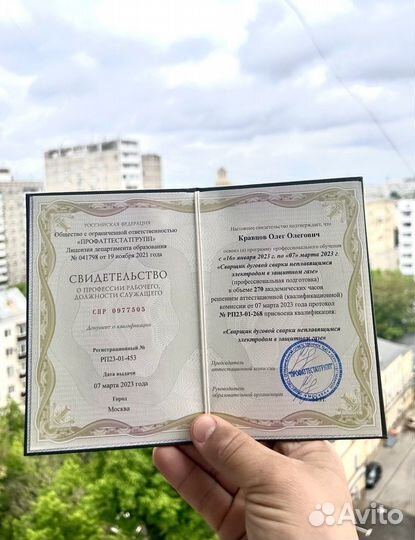 РОССИЙСКАЯ ФЕДЕРАЦИЯ
Общество с ограниченной ответственностью
«ПРОФАТТЕСТАТГРУПП»
Лицензия департамента образования
№ 041798 от 19 ноября 2021 года
СВИДЕТЕЛЬСТВО
О ПРОФЕССИИ РАБОЧЕГО,
ДОЛЖНОСТИ СЛУЖАЩЕГО
СПР 0977505
Документ о квалификации
Регистрационный №
РП23-01-453
Дата выдачи
07 марта 2023 года
Город
Москва
Настоящее свидетельство подтверждает, что
Кравцов Олег Олегович
освоил(а) программу профессионального обучения
с «16» января 2023 г. по «07» марта 2023 г.
«Сварщик дуговой сварки неплавящимся
электродом в защитном газе»
(профессиональная подготовка)
в объеме 270 академических часов
решением аттестационной (квалификационной)
комиссии от 07 марта 2023 года протокол
№ РП23-01-268 присвоена квалификация:
«Сварщик дуговой сварки неплавящимся
электродом в защитном газе»
Председатель
аттестационной комиссии
Руководитель
образовательной организации
"ПРОФАТТЕСТАТГРУПП"
Avito